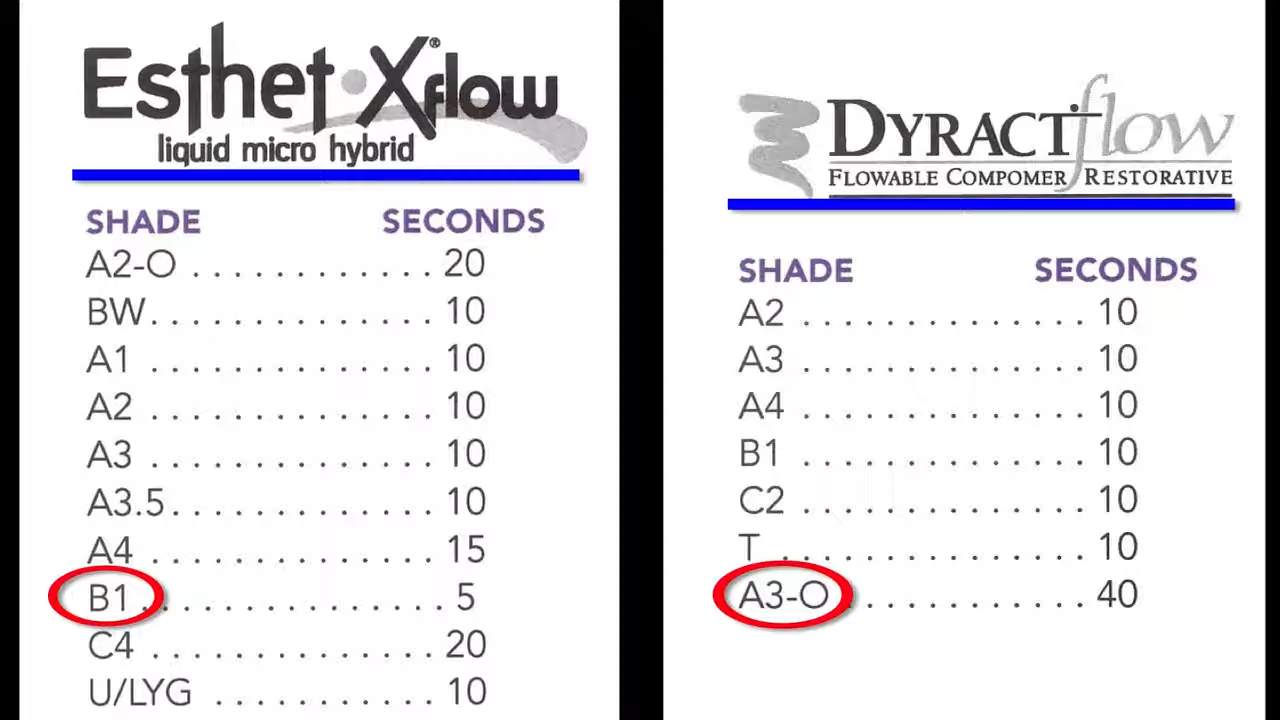 Esthet·Xflow®
liquid micro hybrid
SHADE SECONDS
A2-O . . . . . . . . . . . . 20
BW. . . . . . . . . . . . . . 10
A1 . . . . . . . . . . . . . . 10
A2 . . . . . . . . . . . . . . 10
A3 . . . . . . . . . . . . . . 10
A3.5. . . . . . . . . . . . . 10
A4 . . . . . . . . . . . . . . 15
B1 . . . . . . . . . . . . . . . 5
C4 . . . . . . . . . . . . . . 20
U/LYG . . . . . . . . . . . 10
DYRACT flow
FLOWABLE COMPOMER RESTORATIVE
SHADE SECONDS
A2 . . . . . . . . . . . . . . 10
A3 . . . . . . . . . . . . . . 10
A4 . . . . . . . . . . . . . . 10
B1 . . . . . . . . . . . . . . 10
C2 . . . . . . . . . . . . . . 10
T . . . . . . . . . . . . . . . 10
A3-O . . . . . . . . . . . . 40